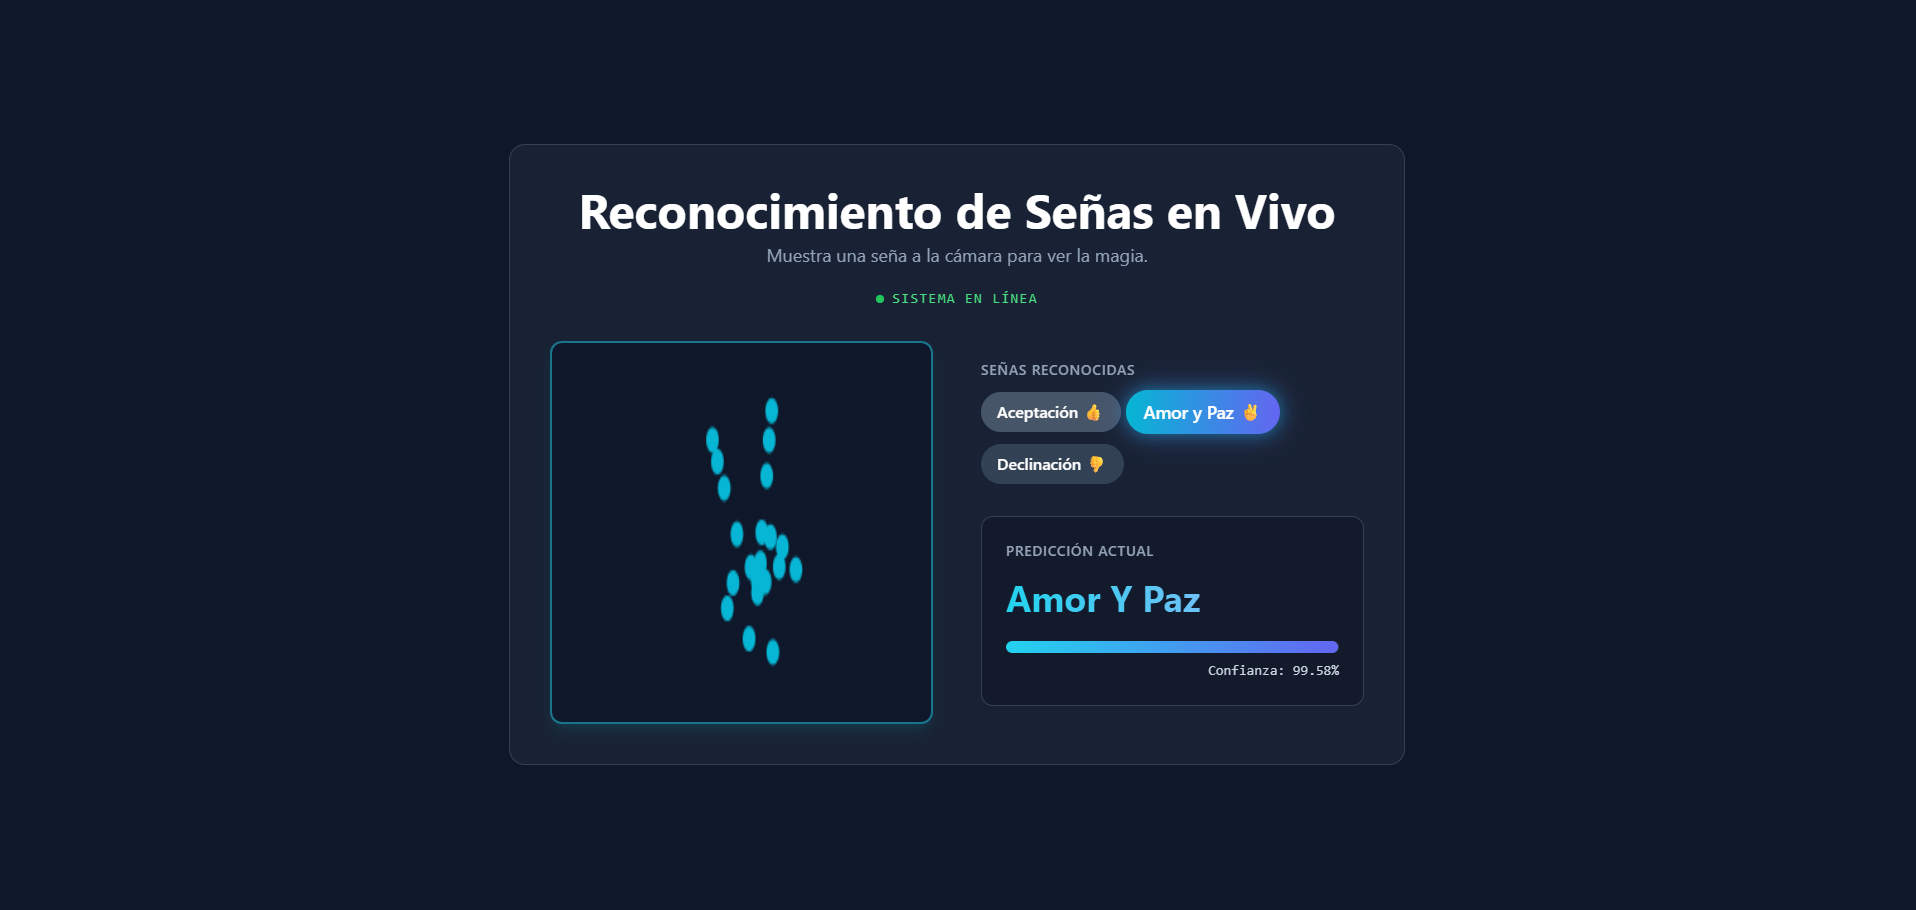 Reconocimiento de Señas en Vivo
Muestra una seña a la cámara para ver la magia.
SISTEMA EN LÍNEA
SEÑAS RECONOCIDAS
Aceptación 👍
Amor y Paz ✌️
Declinación 👎
PREDICCIÓN ACTUAL
Amor Y Paz
Confianza: 99.58%